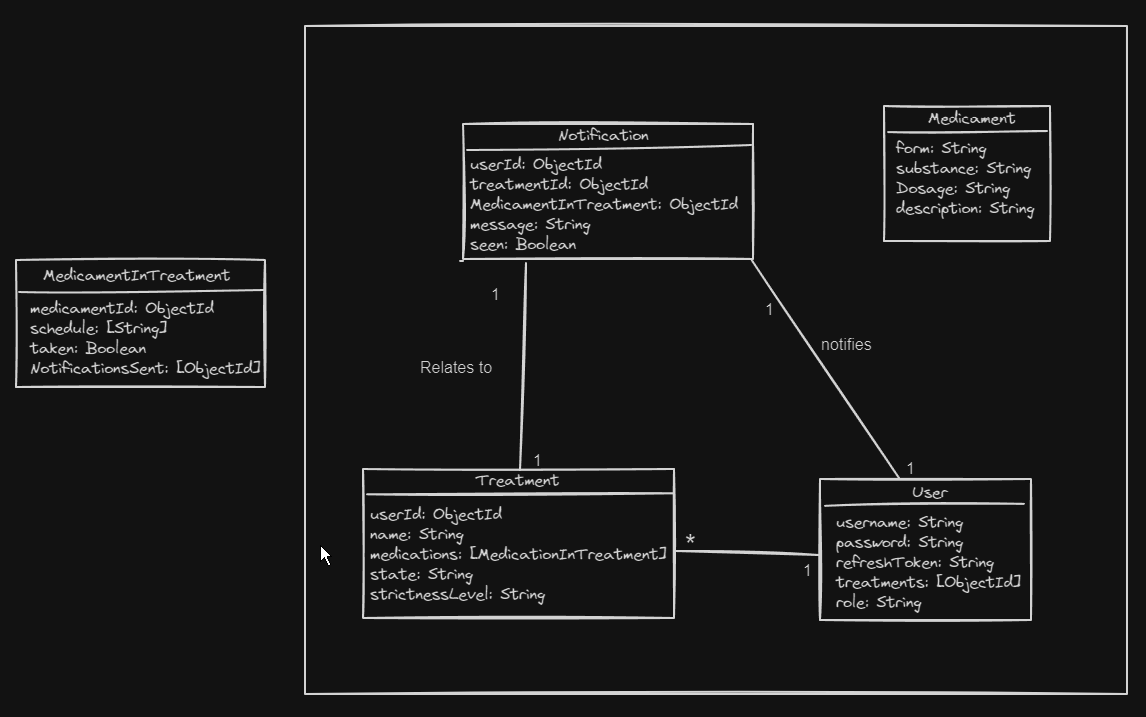 Notification
userId: ObjectId
treatmentId: ObjectId
MedicamentInTreatment: ObjectId
message: String
seen: Boolean
Medicament
form: String
substance: String
Dosage: String
description: String
MedicamentInTreatment
medicamentId: ObjectId
schedule: [String]
taken: Boolean
NotificationsSent: [ObjectId]
1
1
notifies
Relates to
1
1
Treatment
userId: ObjectId
name: String
medications: [MedicationInTreatment]
state: String
strictnessLevel: String
*
1
User
username: String
password: String
refreshToken: String
treatments: [ObjectId]
role: String